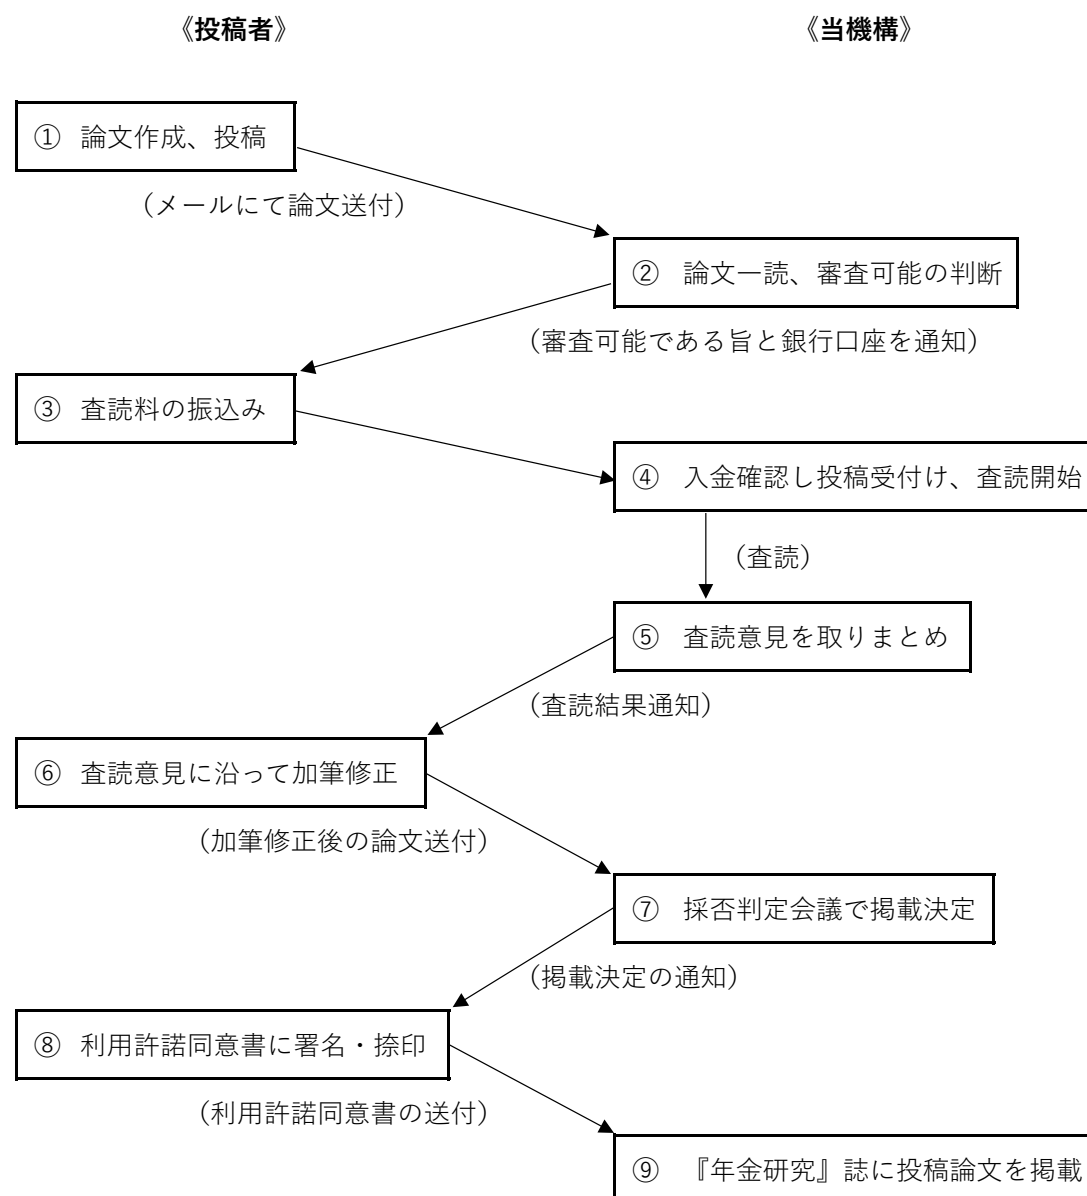 《投稿者》
《当機構》
① 論文作成、投稿
（メールにて論文送付）
② 論文一読、審査可能の判断
（審査可能である旨と銀行口座を通知）
③ 査読料の振込み
④ 入金確認し投稿受付け、査読開始
（査読）
⑤ 査読意見を取りまとめ
（査読結果通知）
⑥ 査読意見に沿って加筆修正
（加筆修正後の論文送付）
⑦ 採否判定会議で掲載決定
（掲載決定の通知）
⑧ 利用許諾同意書に署名・捺印
（利用許諾同意書の送付）
⑨ 『年金研究』誌に投稿論文を掲載